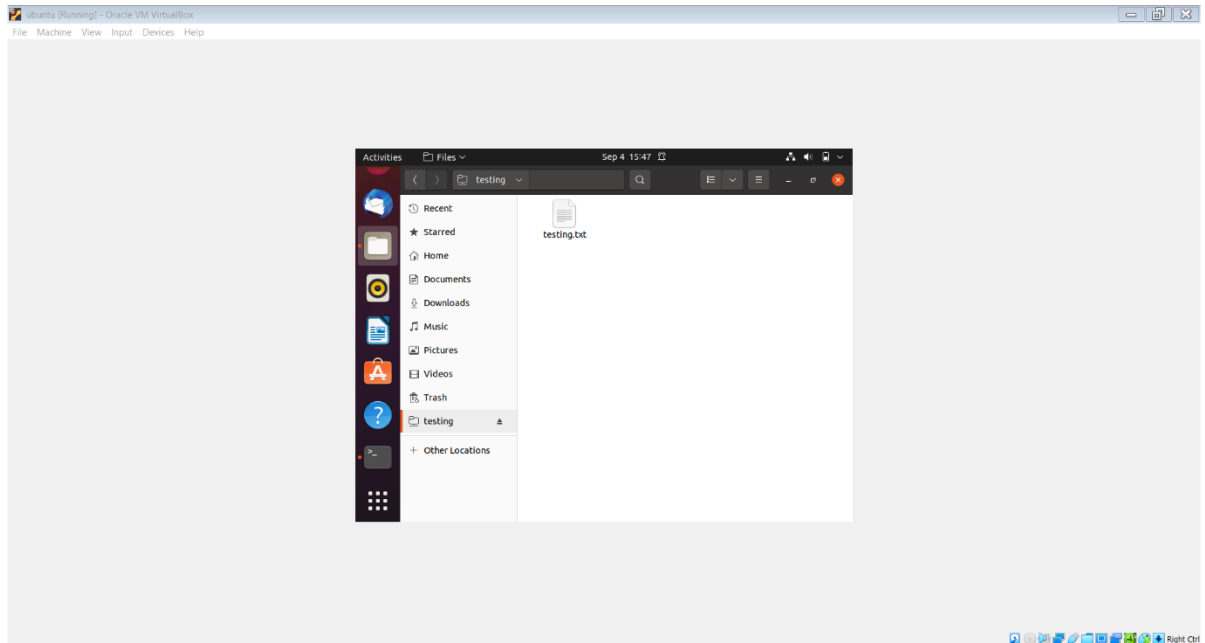 ubuntu [Running] - Oracle VM VirtualBox
File Machine View Input Devices Help
Activities Files Sep 4 15:47
testing
Recent
Starred
testing.txt
Home
Documents
Downloads
Music
Pictures
Videos
Trash
testing
+ Other Locations
Right Ctrl